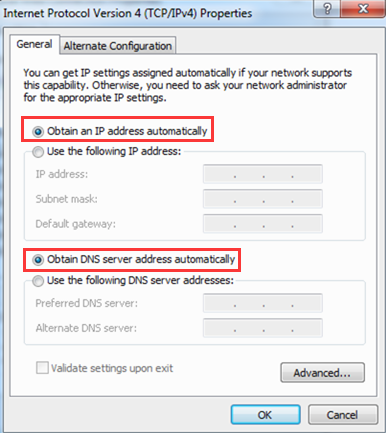 Internet Protocol Version 4 (TCP/IPv4) Properties
General
Alternate Configuration
You can get IP settings assigned automatically if your network supports
this capability. Otherwise, you need to ask your network administrator
for the appropriate IP settings.
Obtain an IP address automatically
Use the following IP address:
IP address:
Subnet mask:
Default gateway:
Obtain DNS server address automatically
Use the following DNS server addresses:
Preferred DNS server:
Alternate DNS server:
Validate settings upon exit
Advanced...
OK
Cancel